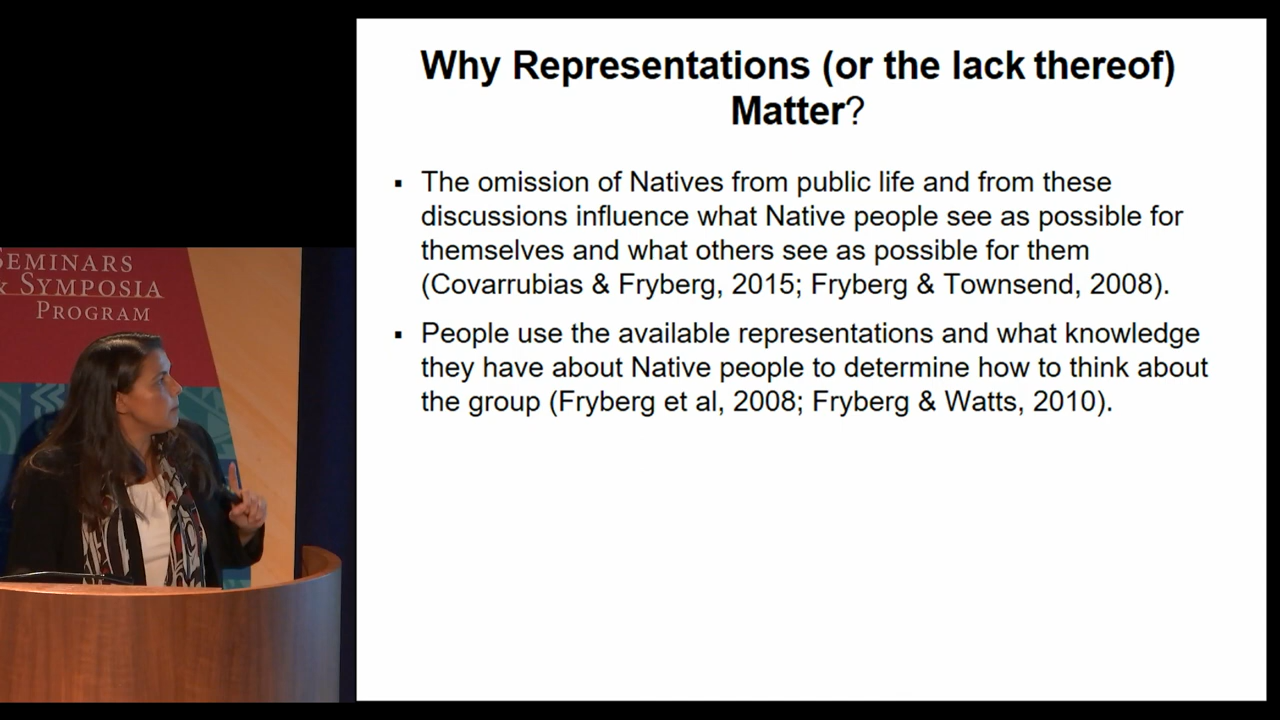 SEMINARS
& SYMPOSIA
PROGRAM
Why Representations (or the lack thereof)
Matter?
▪ The omission of Natives from public life and from these
discussions influence what Native people see as possible for
themselves and what others see as possible for them
(Covarrubias & Fryberg, 2015; Fryberg & Townsend, 2008).
▪ People use the available representations and what knowledge
they have about Native people to determine how to think about
the group (Fryberg et al, 2008; Fryberg & Watts, 2010).